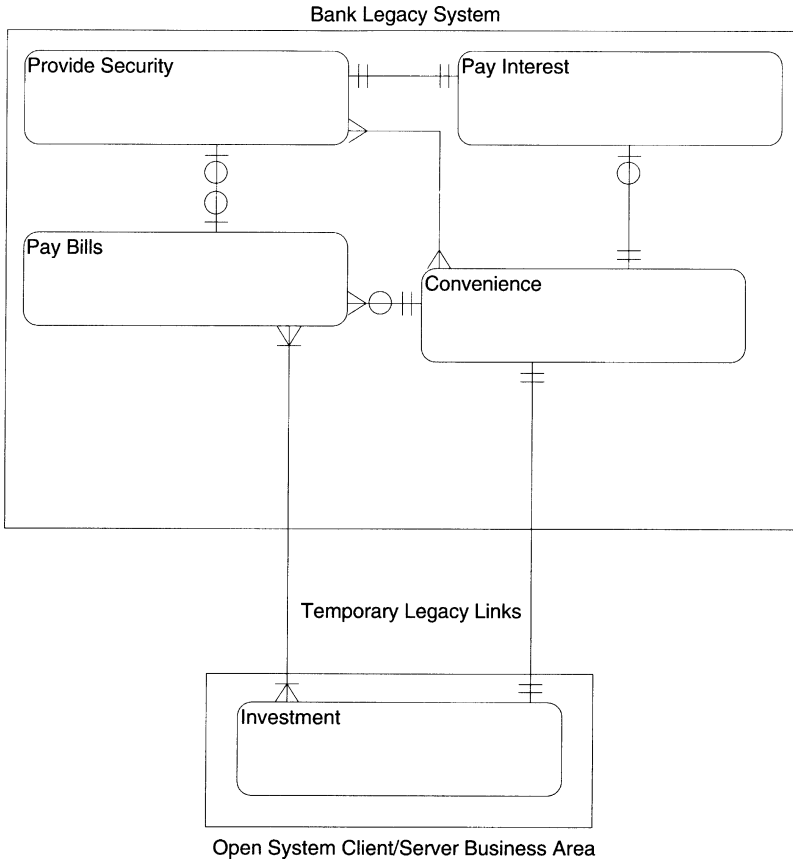 Bank Legacy System
Provide Security
Pay Interest
Pay Bills
Convenience
Temporary Legacy Links
Investment
Open System Client/Server Business Area